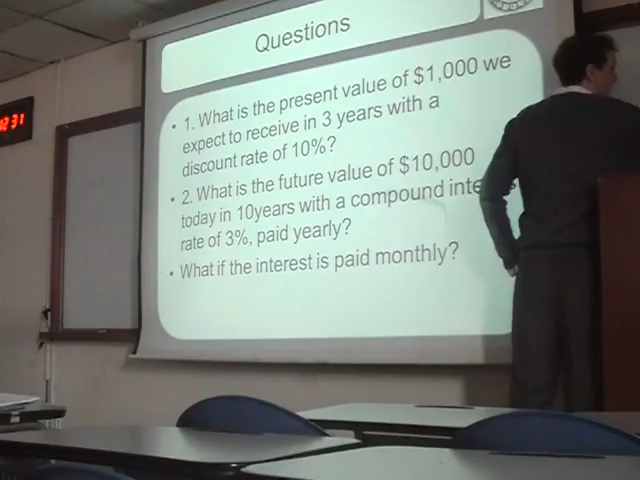 Questions
• 1. What is the present value of $1,000 we
expect to receive in 3 years with a
discount rate of 10%?
• 2. What is the future value of $10,000
today in 10years with a compound
rate of 3%, paid yearly?
• What if the interest is paid monthly?
12:31